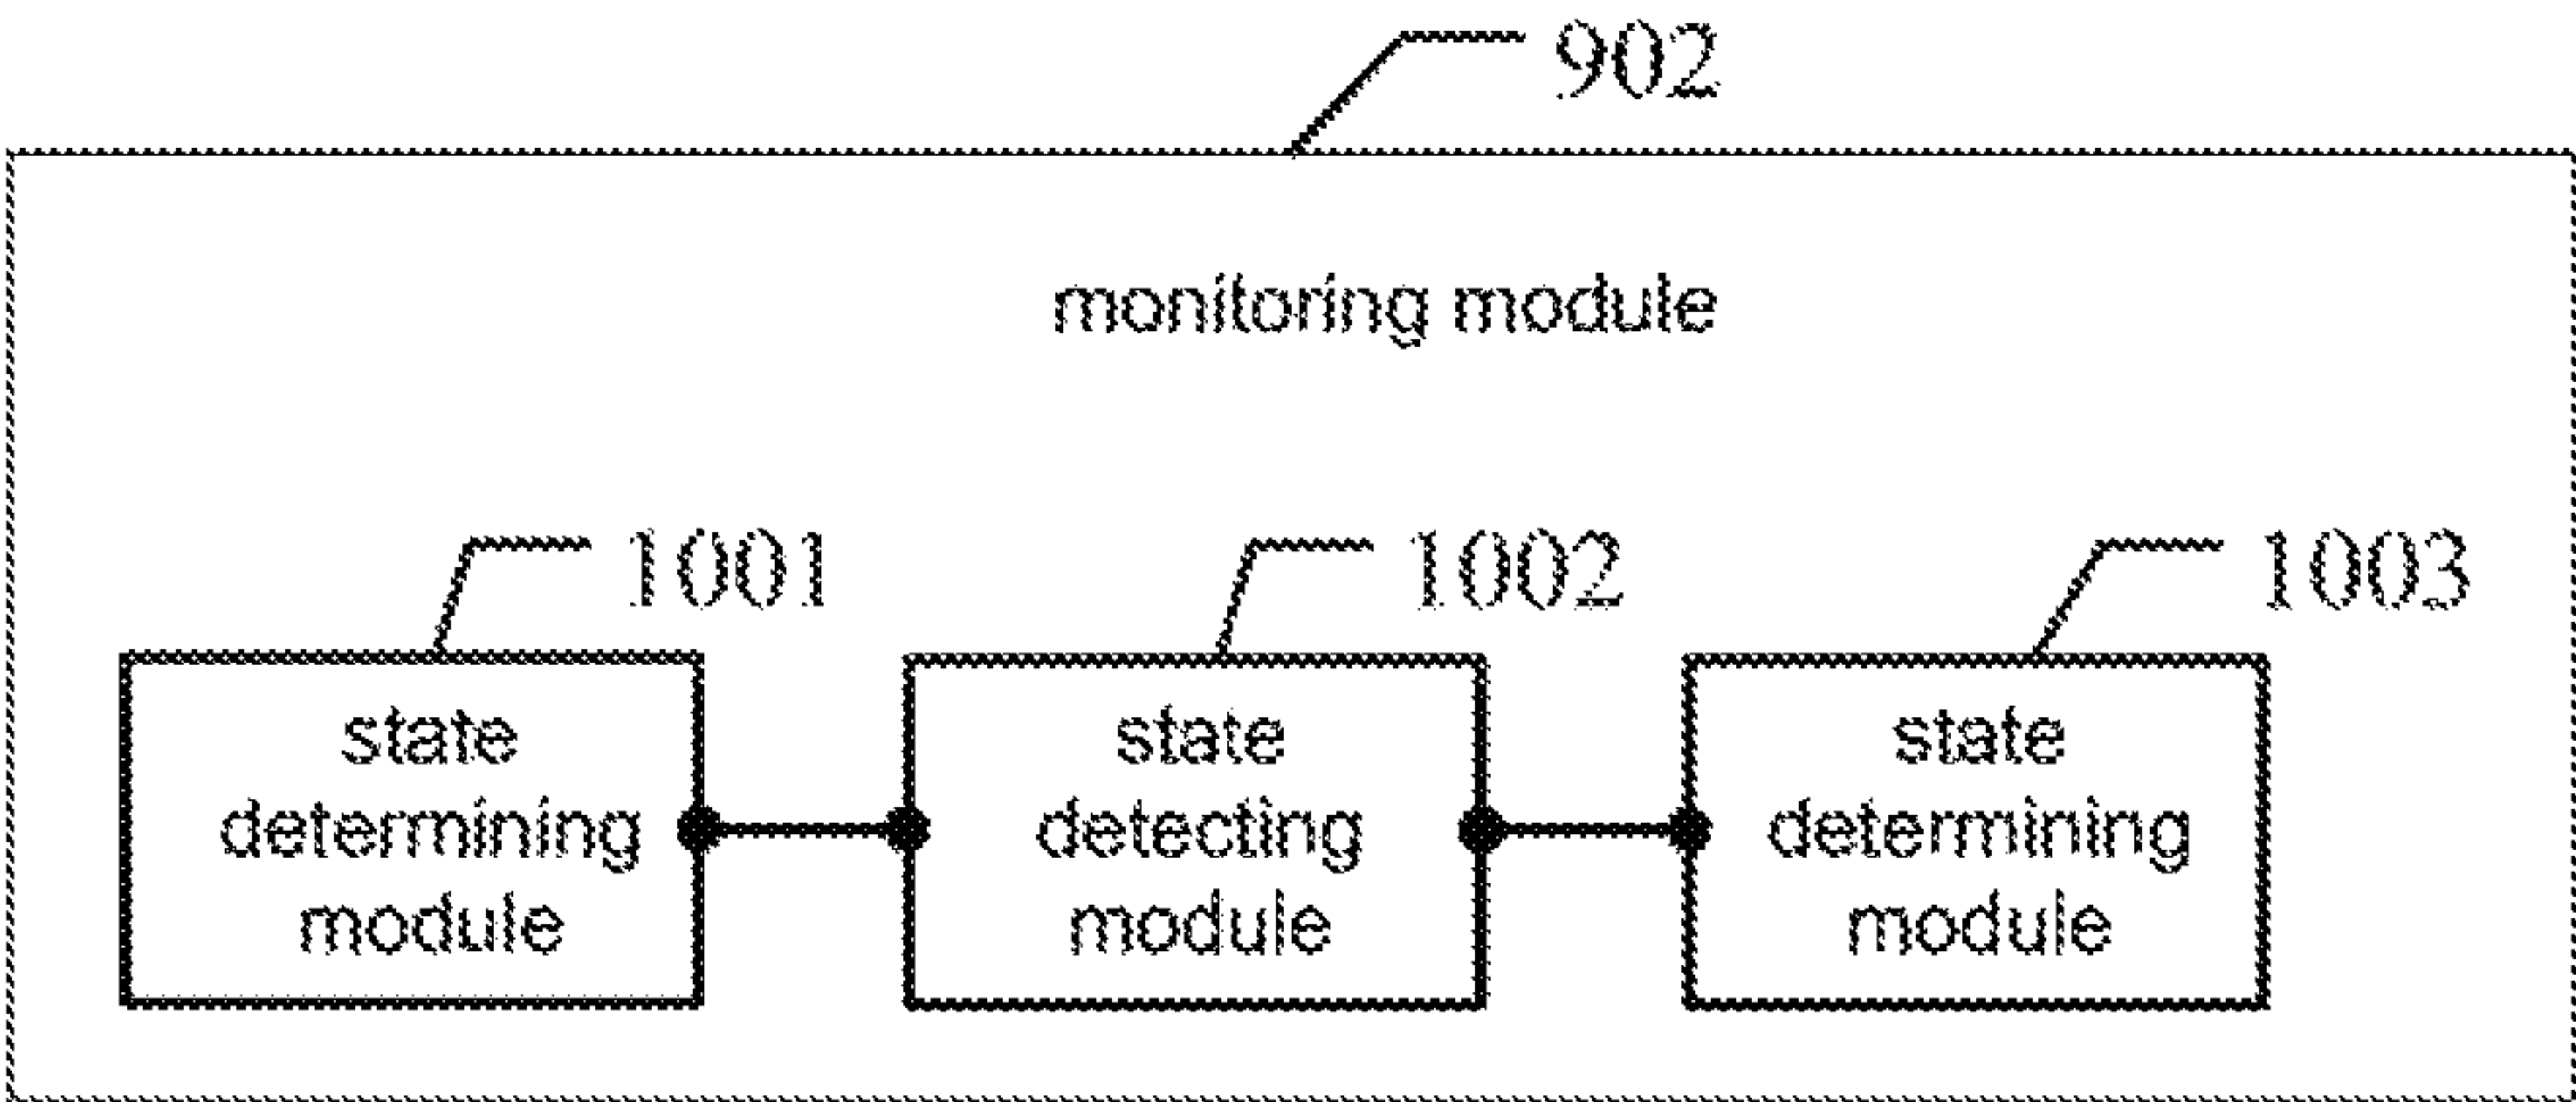 902
monitoring module
1001
1002
1003
state
determining
module
state
detecting
module
state
determining
module